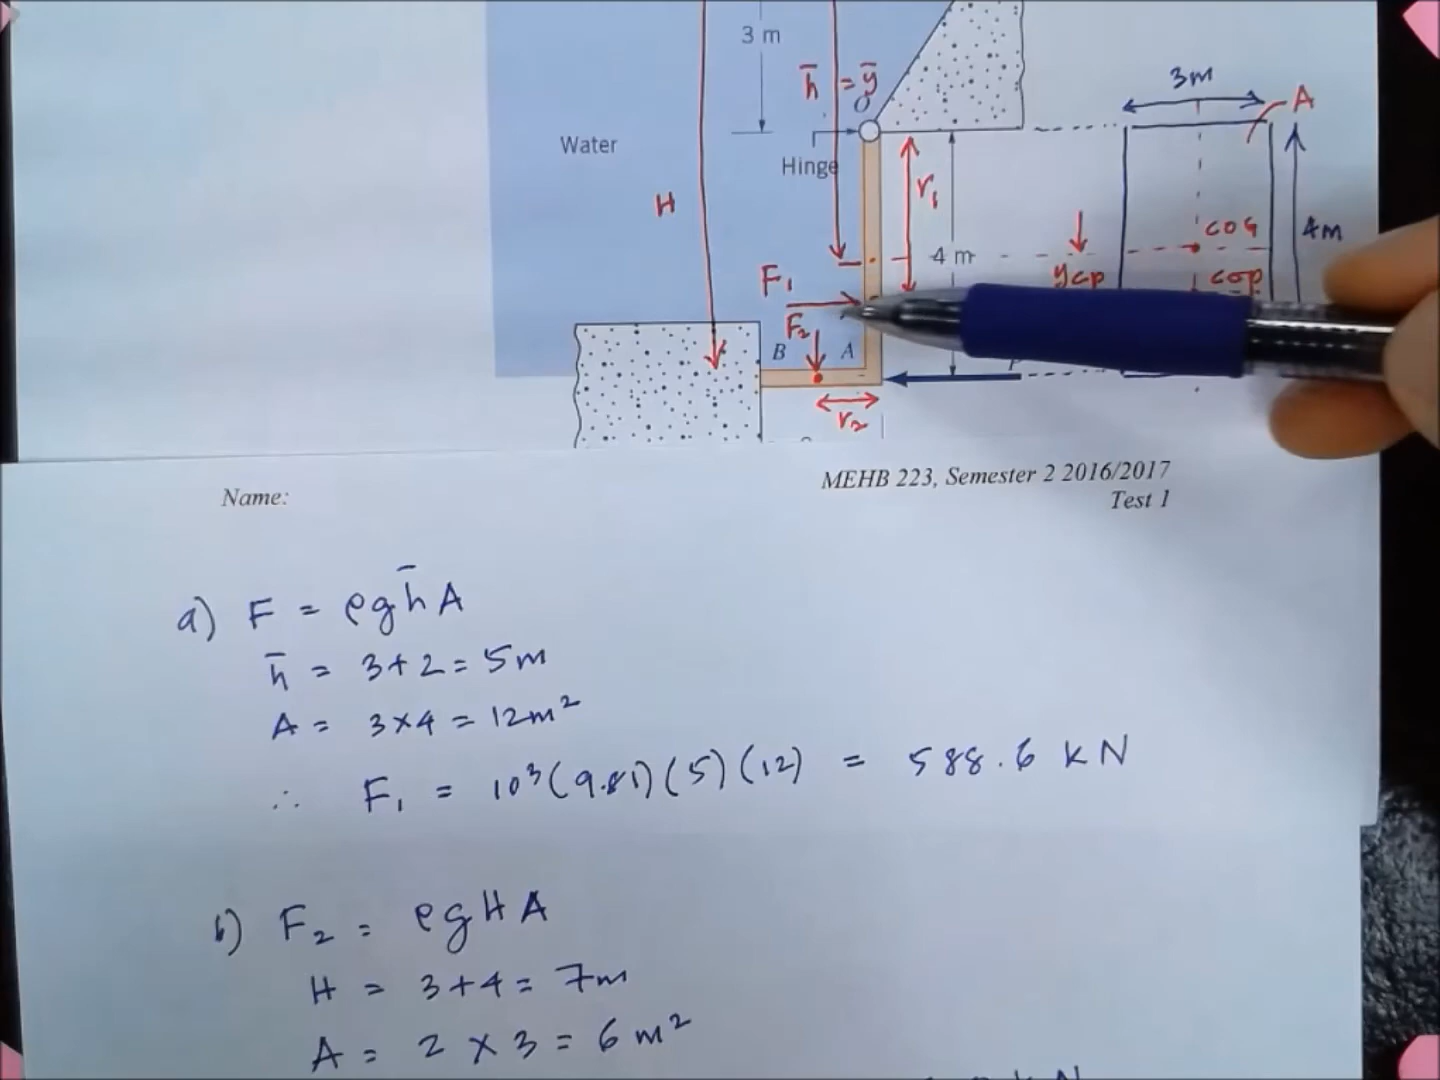 3 m
h̄ = ȳ
O
3m
A
Water
Hinge
H
r₁
4 m
COG
4m
ycp
COP
F₁
F₂
B
A
r₂
Name:
MEHB 223, Semester 2 2016/2017
Test 1
a) F = ρgh̄A
h̄ = 3+2 = 5m
A = 3×4 = 12m²
∴ F₁ = 10³(9.81)(5)(12) = 588.6 kN
b) F₂ = ρgHA
H = 3+4 = 7m
A = 2 × 3 = 6 m²